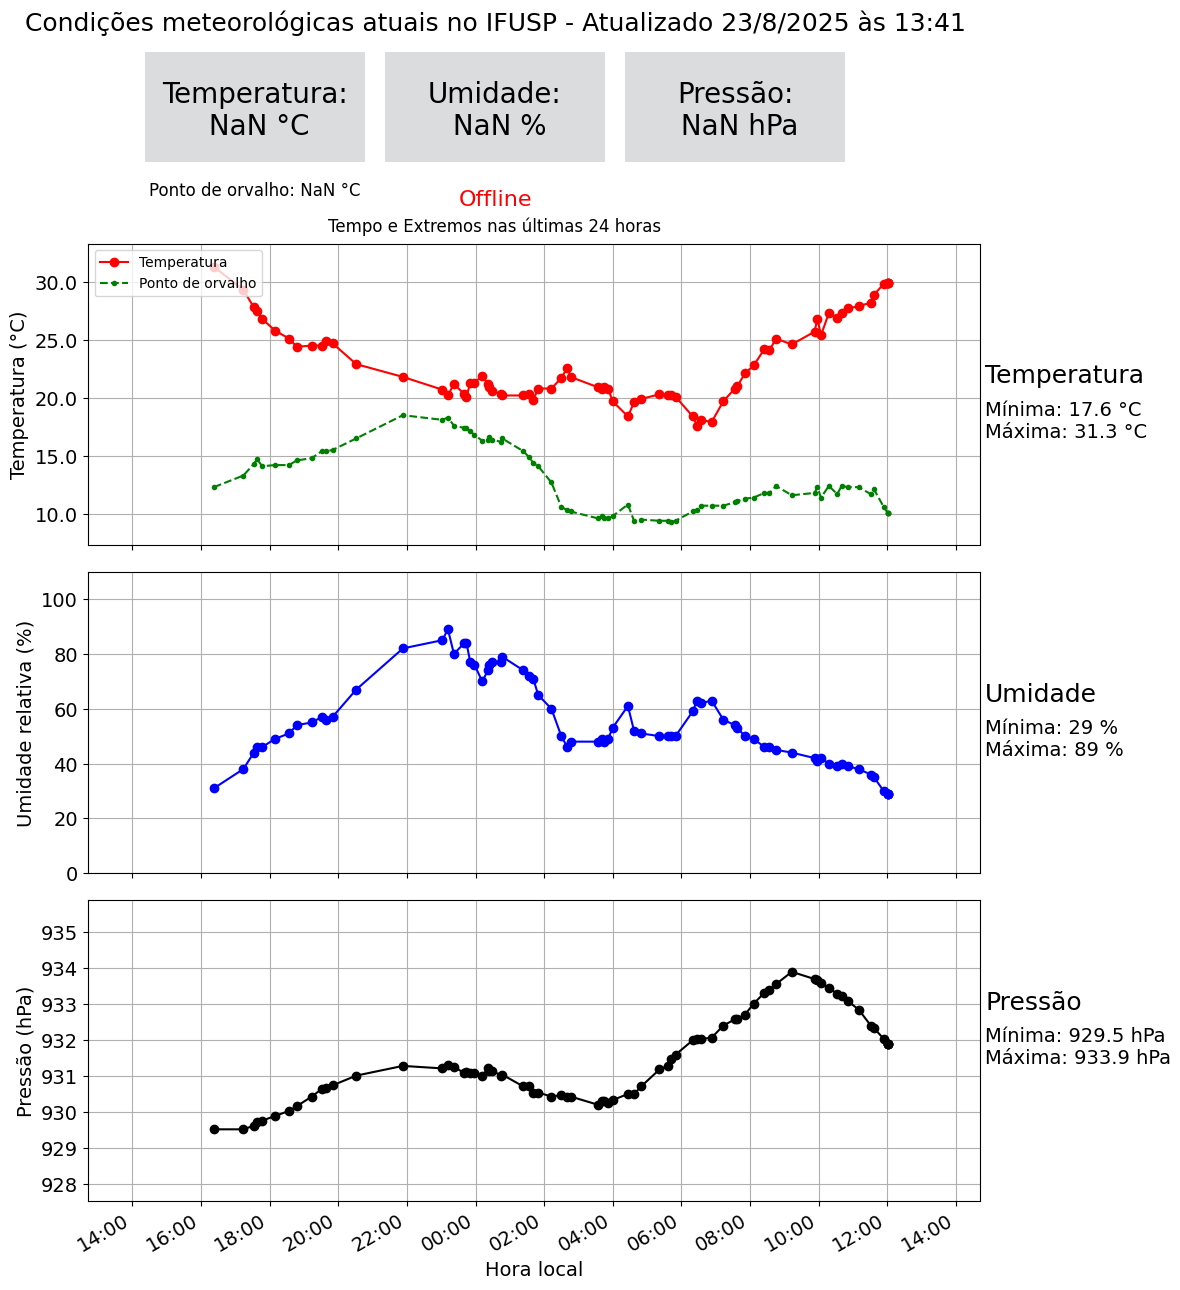 Condições meteorológicas atuais no IFUSP - Atualizado 23/8/2025 às 13:41
Temperatura:
NaN °C
Umidade:
NaN %
Pressão:
NaN hPa
Ponto de orvalho: NaN °C
Offline
Tempo e Extremos nas últimas 24 horas
Temperatura
Ponto de orvalho
30.0
25.0
20.0
15.0
10.0
Temperatura (°C)
Temperatura
Mínima: 17.6 °C
Máxima: 31.3 °C
100
80
60
40
20
0
Umidade relativa (%)
Umidade
Mínima: 29 %
Máxima: 89 %
935
934
933
932
931
930
929
928
Pressão (hPa)
Pressão
Mínima: 929.5 hPa
Máxima: 933.9 hPa
14:00 16:00 18:00 20:00 22:00 00:00 02:00 04:00 06:00 08:00 10:00 12:00 14:00
Hora local